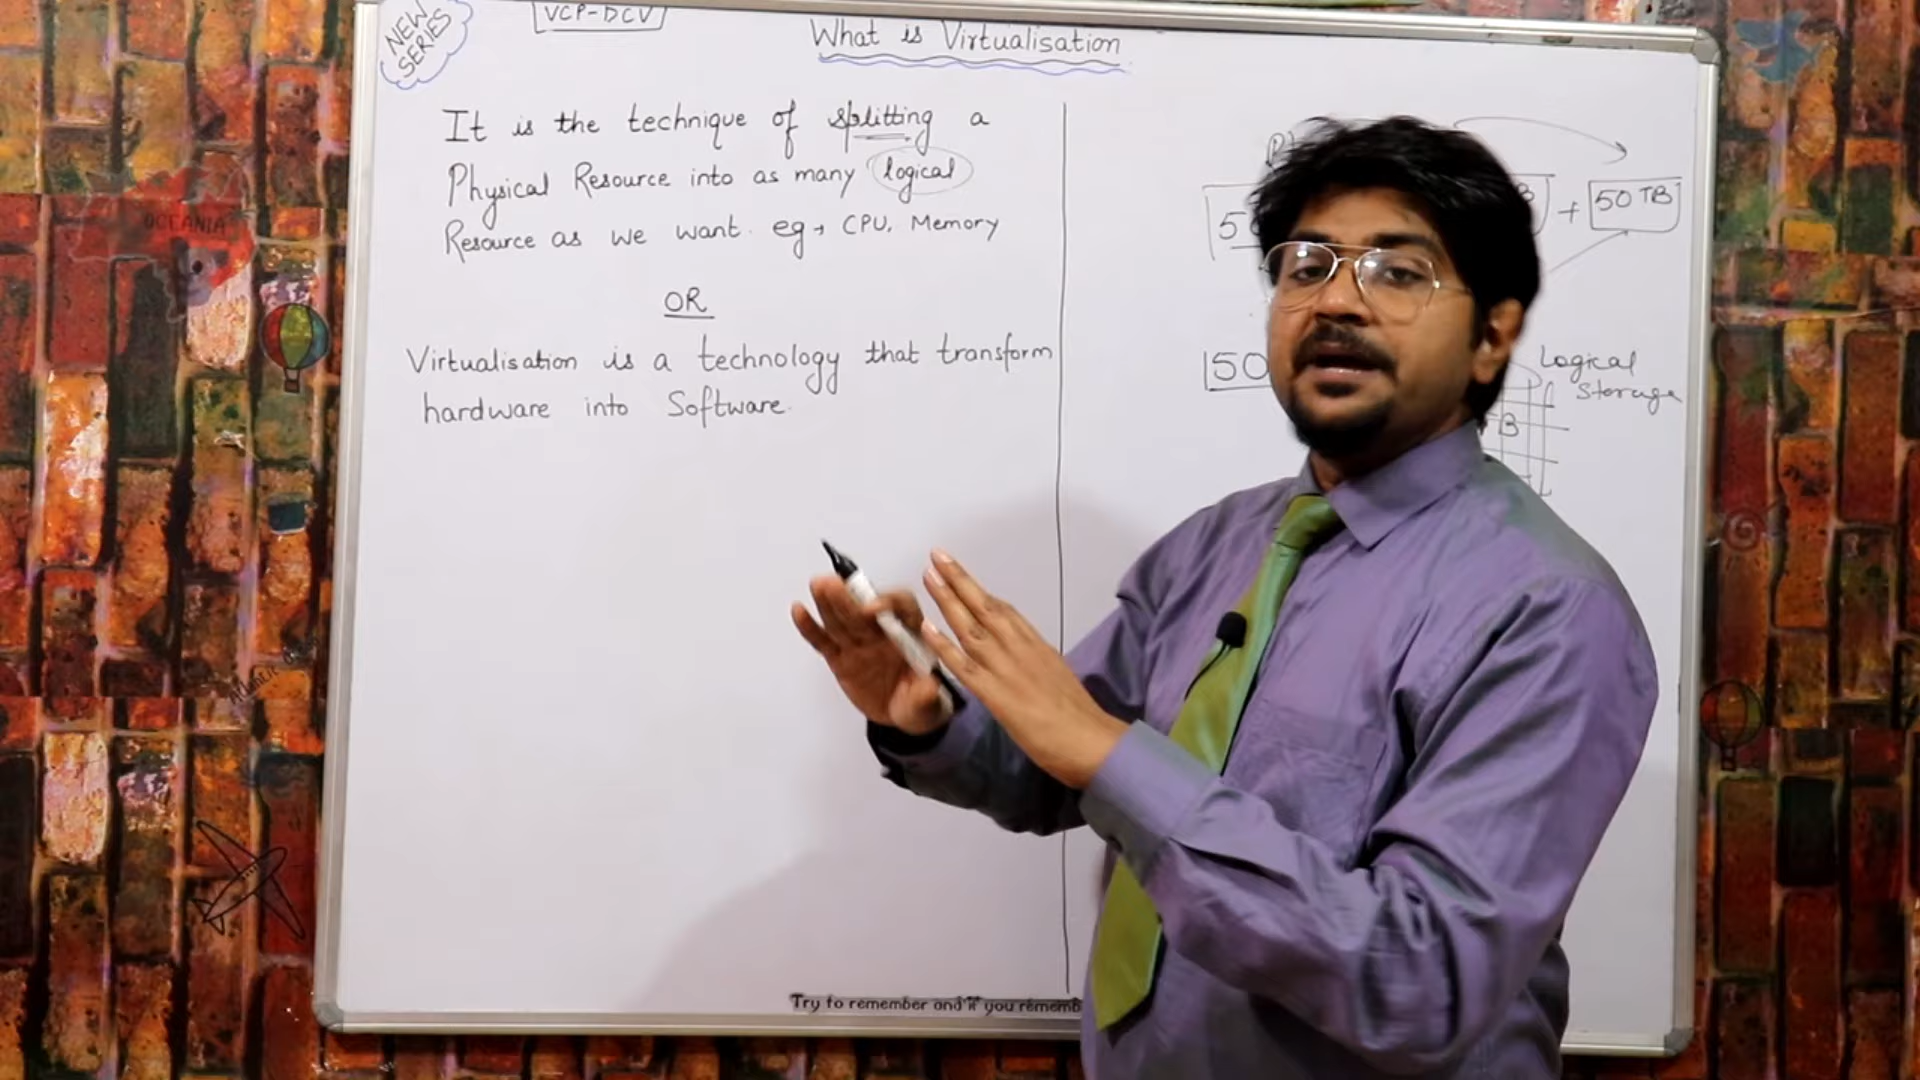 NEW
SERIES
VCP-DCV
What is Virtualisation
It is the technique of splitting a
Physical Resource into as many logical
Resource as we want. eg → CPU, Memory
OR
Virtualisation is a technology that transform
hardware into Software.
+ 50 TB
50
Logical
Storage
B
OCEANIA
Try to remember and if you rememb